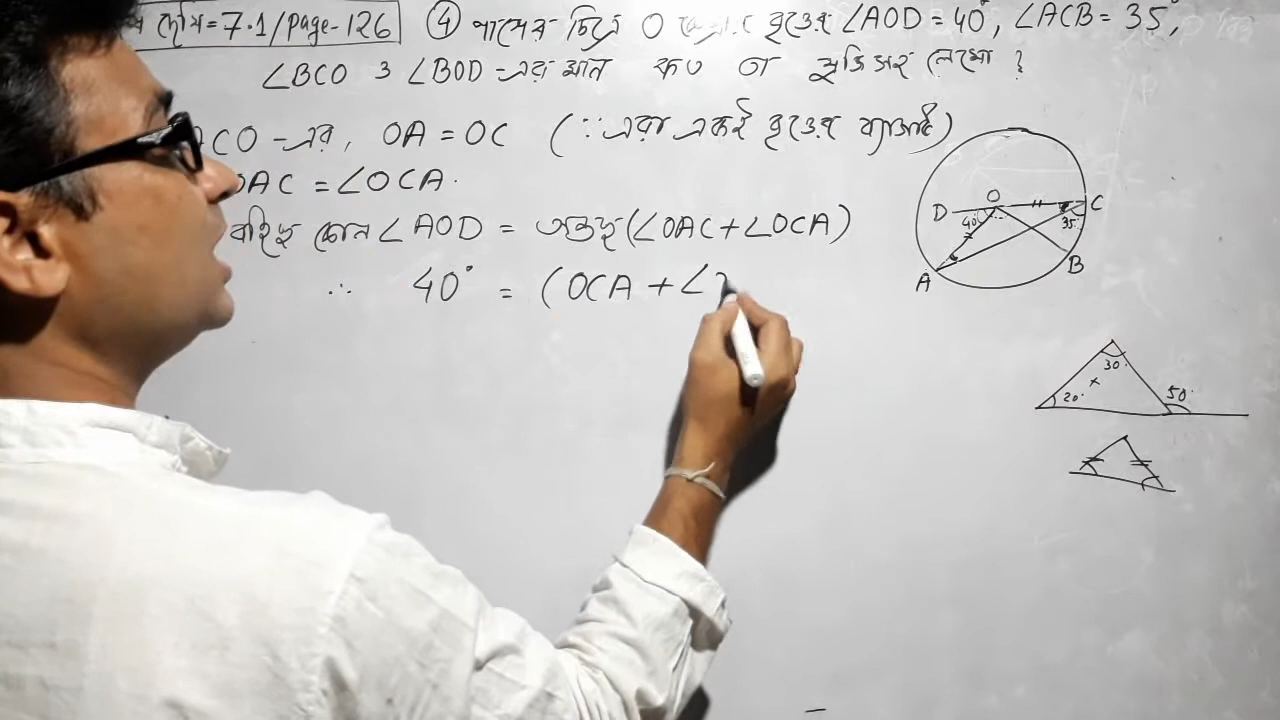 দেখি=7.1/Page-126 ④ পাশের চিত্রে O কেন্দ্রীয় বৃত্তের ∠AOD = 40°, ∠ACB = 35°,
∠BCO ও ∠BOD-এর মান কত তা যুক্তিসহ লেখো ?
ACO-এর, OA = OC (∵ এরা একই বৃত্তের ব্যাসার্ধ)
OAC = ∠OCA.
বহিঃস্থ কোন ∠AOD = অন্তঃস্থ (∠OAC + ∠OCA)
∴ 40° = (OCA + ∠
D O C
40° 35°
A B
30°
20° 50°